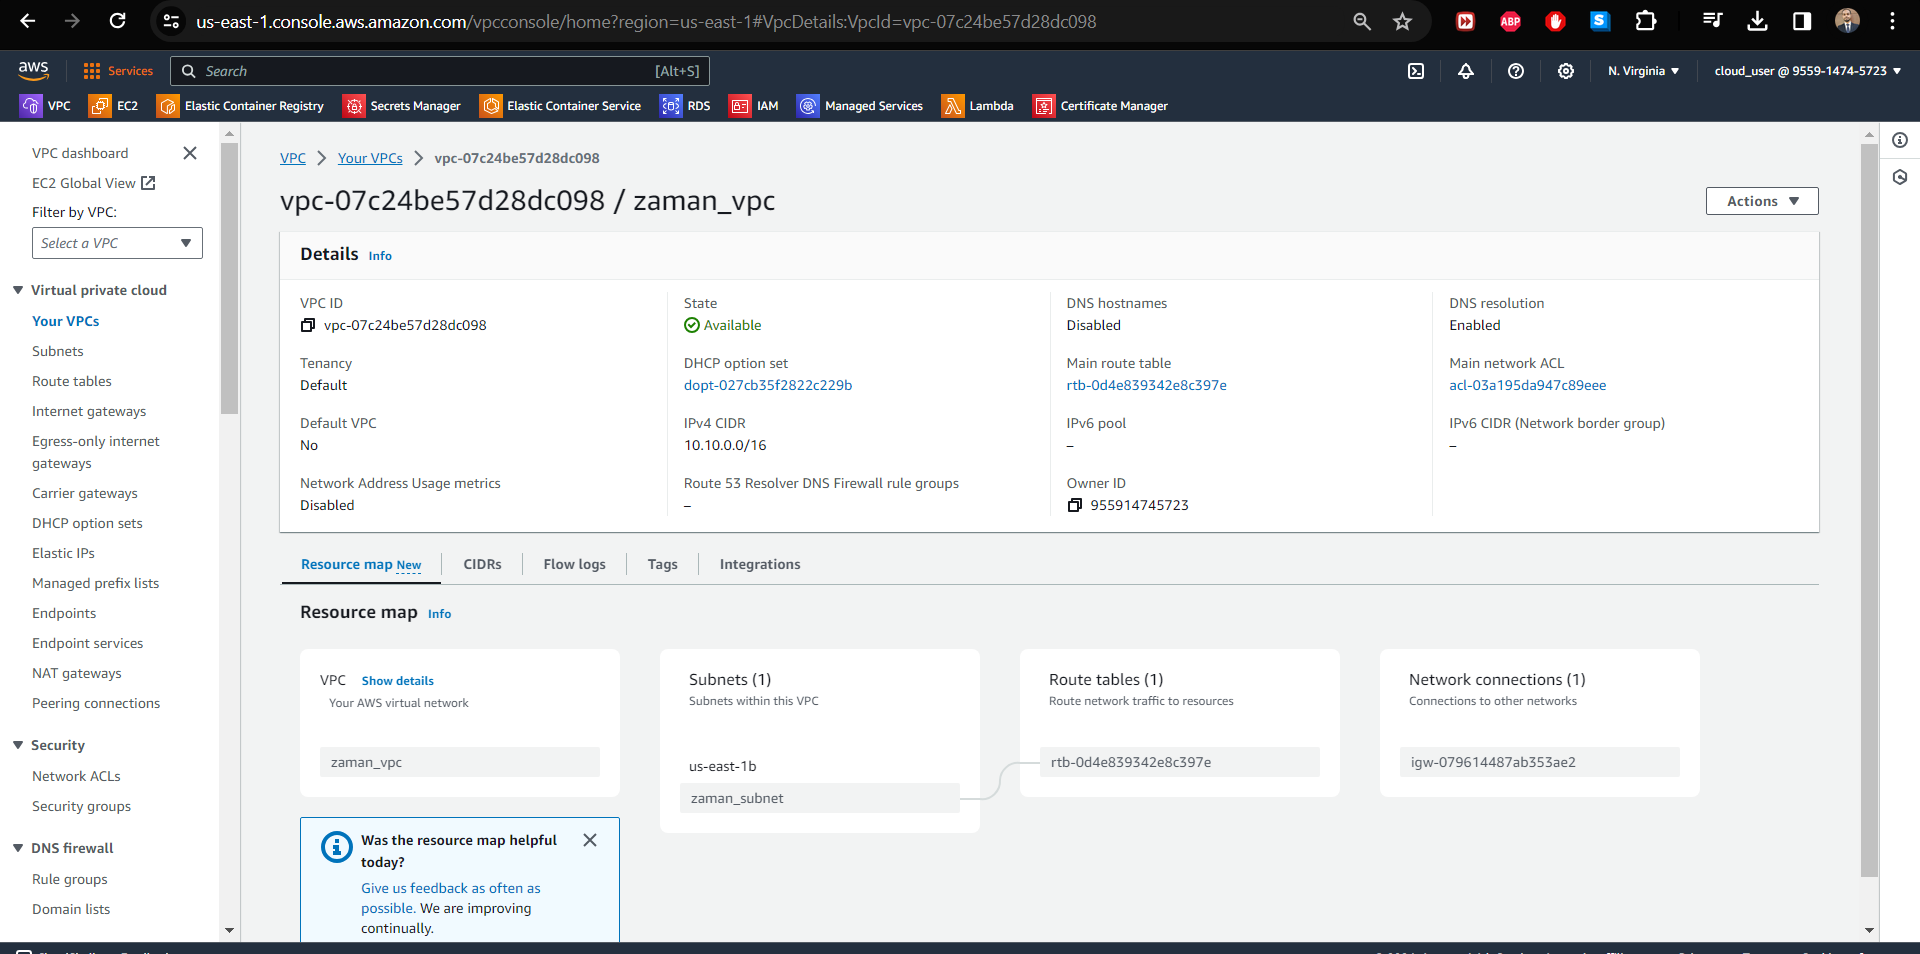 us-east-1.console.aws.amazon.com/vpcconsole/home?region=us-east-1#VpcDetails:VpcId=vpc-07c24be57d28dc098
ABP
S
aws
Services
Search
[Alt+S]
N. Virginia
cloud_user @ 9559-1474-5723
VPC
EC2
Elastic Container Registry
Secrets Manager
Elastic Container Service
RDS
IAM
Managed Services
Lambda
Certificate Manager
VPC dashboard
EC2 Global View
Filter by VPC:
Select a VPC
Virtual private cloud
Your VPCs
Subnets
Route tables
Internet gateways
Egress-only internet
gateways
Carrier gateways
DHCP option sets
Elastic IPs
Managed prefix lists
Endpoints
Endpoint services
NAT gateways
Peering connections
Security
Network ACLs
Security groups
DNS firewall
Rule groups
Domain lists
VPC
Your VPCs
vpc-07c24be57d28dc098
vpc-07c24be57d28dc098 / zaman_vpc
Actions
Details Info
VPC ID
vpc-07c24be57d28dc098
State
Available
DNS hostnames
Disabled
DNS resolution
Enabled
Tenancy
Default
DHCP option set
dopt-027cb35f2822c229b
Main route table
rtb-0d4e839342e8c397e
Main network ACL
acl-03a195da947c89eee
Default VPC
No
IPv4 CIDR
10.10.0.0/16
IPv6 pool
–
IPv6 CIDR (Network border group)
–
Network Address Usage metrics
Disabled
Route 53 Resolver DNS Firewall rule groups
–
Owner ID
955914745723
Resource map New
CIDRs
Flow logs
Tags
Integrations
Resource map Info
VPC Show details
Your AWS virtual network
zaman_vpc
Subnets (1)
Subnets within this VPC
us-east-1b
zaman_subnet
Route tables (1)
Route network traffic to resources
rtb-0d4e839342e8c397e
Network connections (1)
Connections to other networks
igw-079614487ab353ae2
Was the resource map helpful
today?
Give us feedback as often as
possible. We are improving
continually.